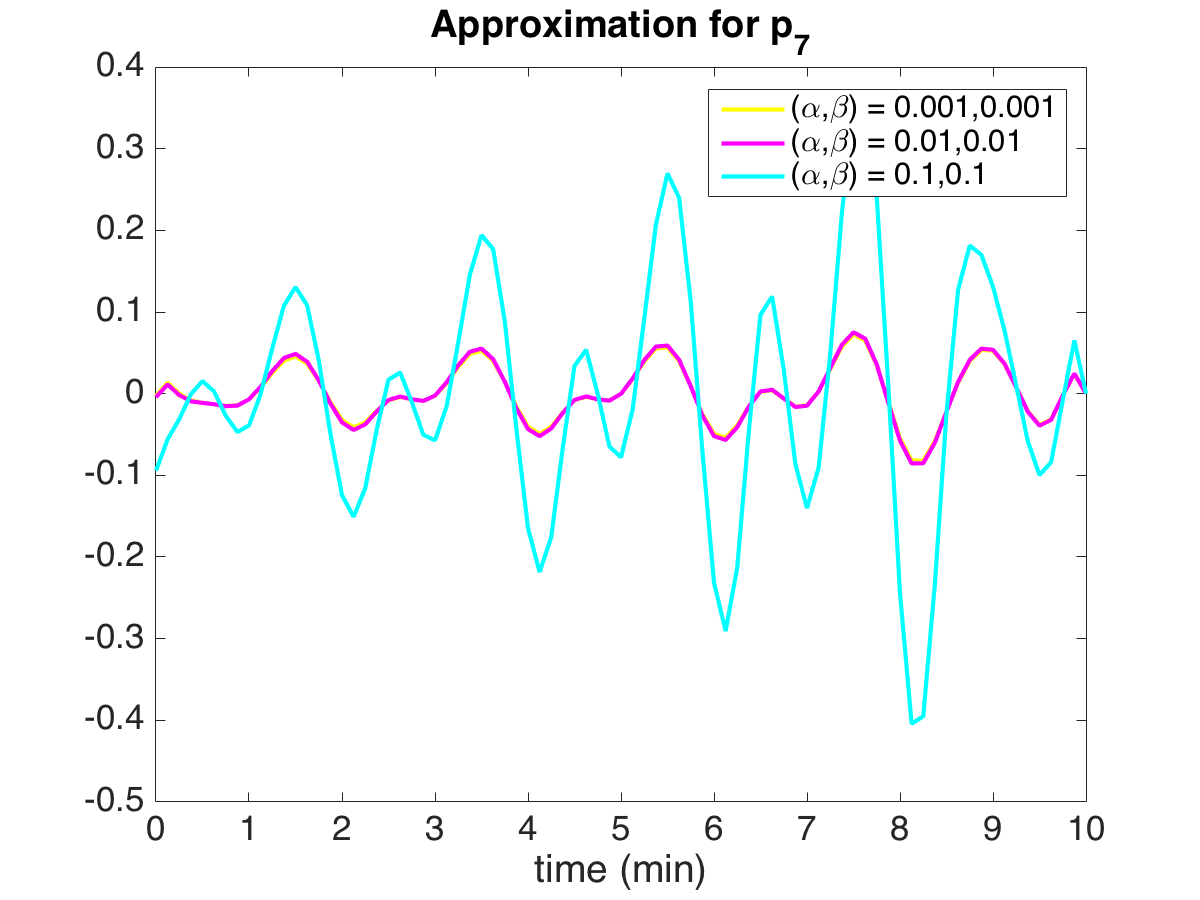 Approximation for p7
0.4
0.3
0.2
0.1
0
-0.1
-0.2
-0.3
-0.4
-0.5
(α,β) = 0.001,0.001
(α,β) = 0.01,0.01
(α,β) = 0.1,0.1
0 1 2 3 4 5 6 7 8 9 10
time (min)